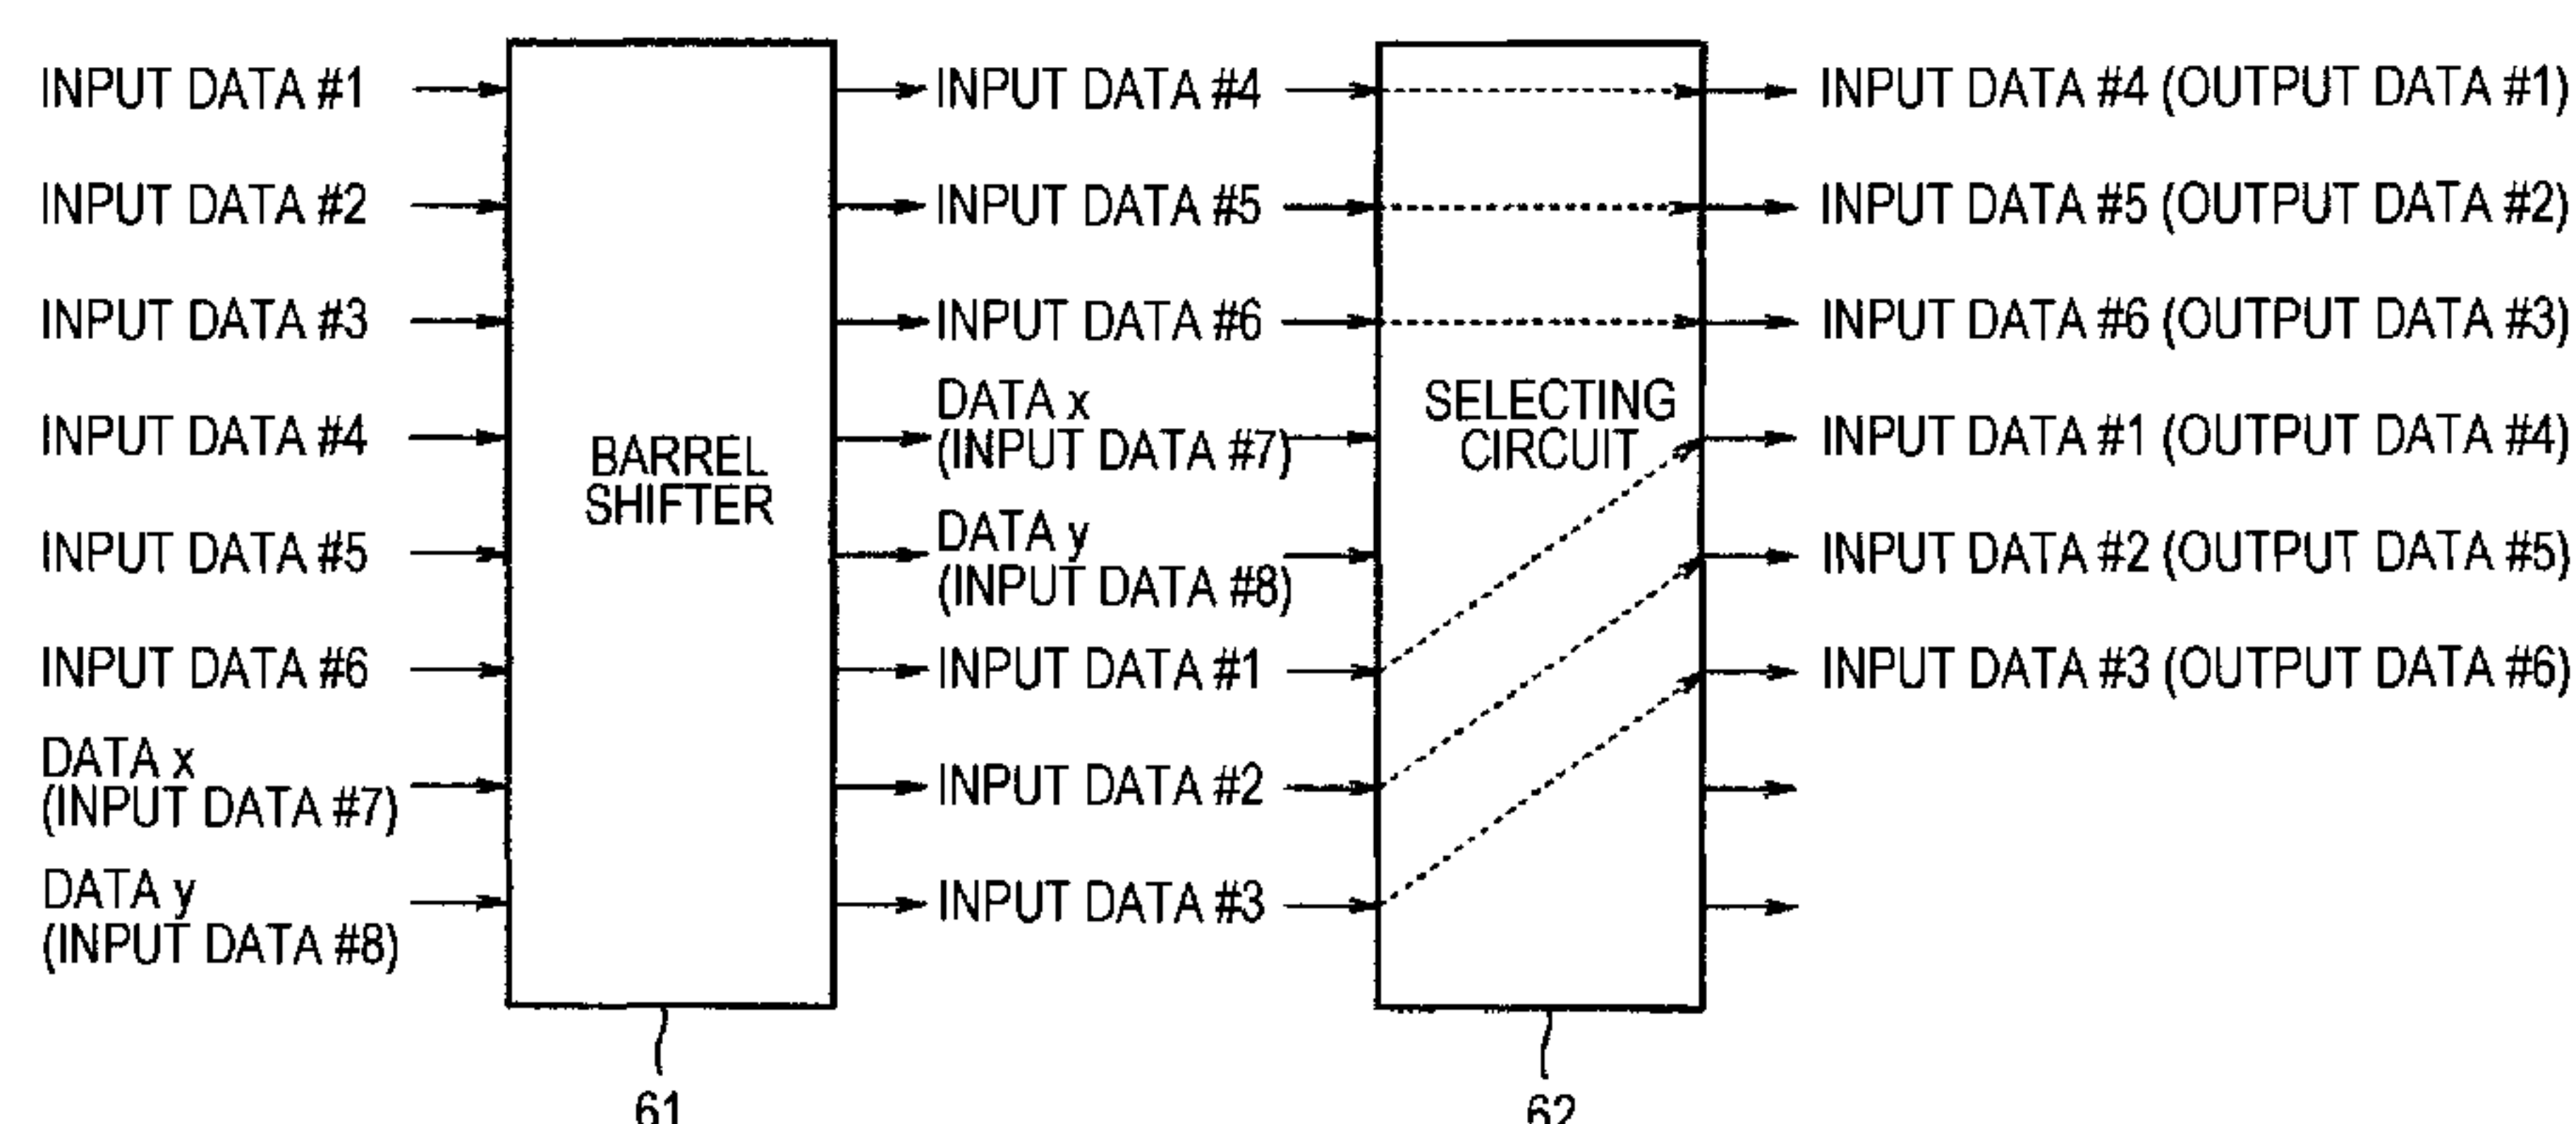 INPUT DATA #1
INPUT DATA #2
INPUT DATA #3
INPUT DATA #4
INPUT DATA #5
INPUT DATA #6
DATA x
(INPUT DATA #7)
DATA y
(INPUT DATA #8)
BARREL
SHIFTER
61
INPUT DATA #4
INPUT DATA #5
INPUT DATA #6
DATA x
(INPUT DATA #7)
DATA y
(INPUT DATA #8)
INPUT DATA #1
INPUT DATA #2
INPUT DATA #3
SELECTING
CIRCUIT
62
INPUT DATA #4 (OUTPUT DATA #1)
INPUT DATA #5 (OUTPUT DATA #2)
INPUT DATA #6 (OUTPUT DATA #3)
INPUT DATA #1 (OUTPUT DATA #4)
INPUT DATA #2 (OUTPUT DATA #5)
INPUT DATA #3 (OUTPUT DATA #6)